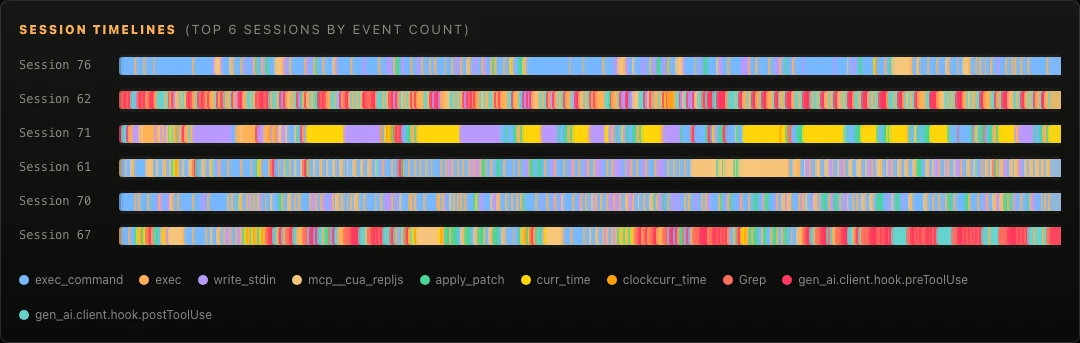 SESSION TIMELINES (TOP 6 SESSIONS BY EVENT COUNT)
Session 76
Session 62
Session 71
Session 61
Session 70
Session 67
exec_command exec write_stdin mcp__cua_repljs apply_patch curr_time clockcurr_time Grep gen_ai.client.hook.preToolUse
gen_ai.client.hook.postToolUse